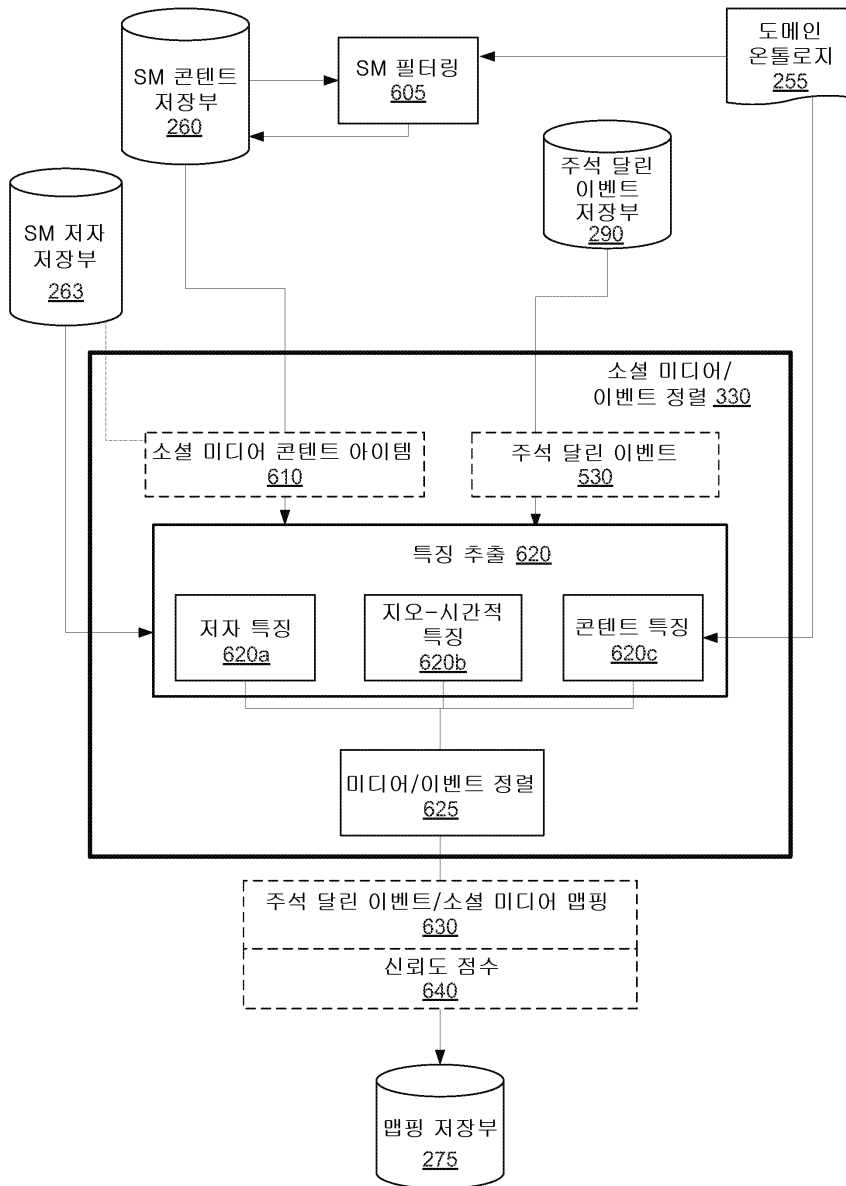 SM 콘텐트
저장부
260
SM 필터링
605
도메인
온톨로지
255
주석 달린
이벤트
저장부
290
SM 저자
저장부
263
소셜 미디어/
이벤트 정렬 330
소셜 미디어 콘텐트 아이템
610
주석 달린 이벤트
530
특징 추출 620
저자 특징
620a
지오-시간적
특징
620b
콘텐트 특징
620c
미디어/이벤트 정렬
625
주석 달린 이벤트/소셜 미디어 맵핑
630
신뢰도 점수
640
맵핑 저장부
275